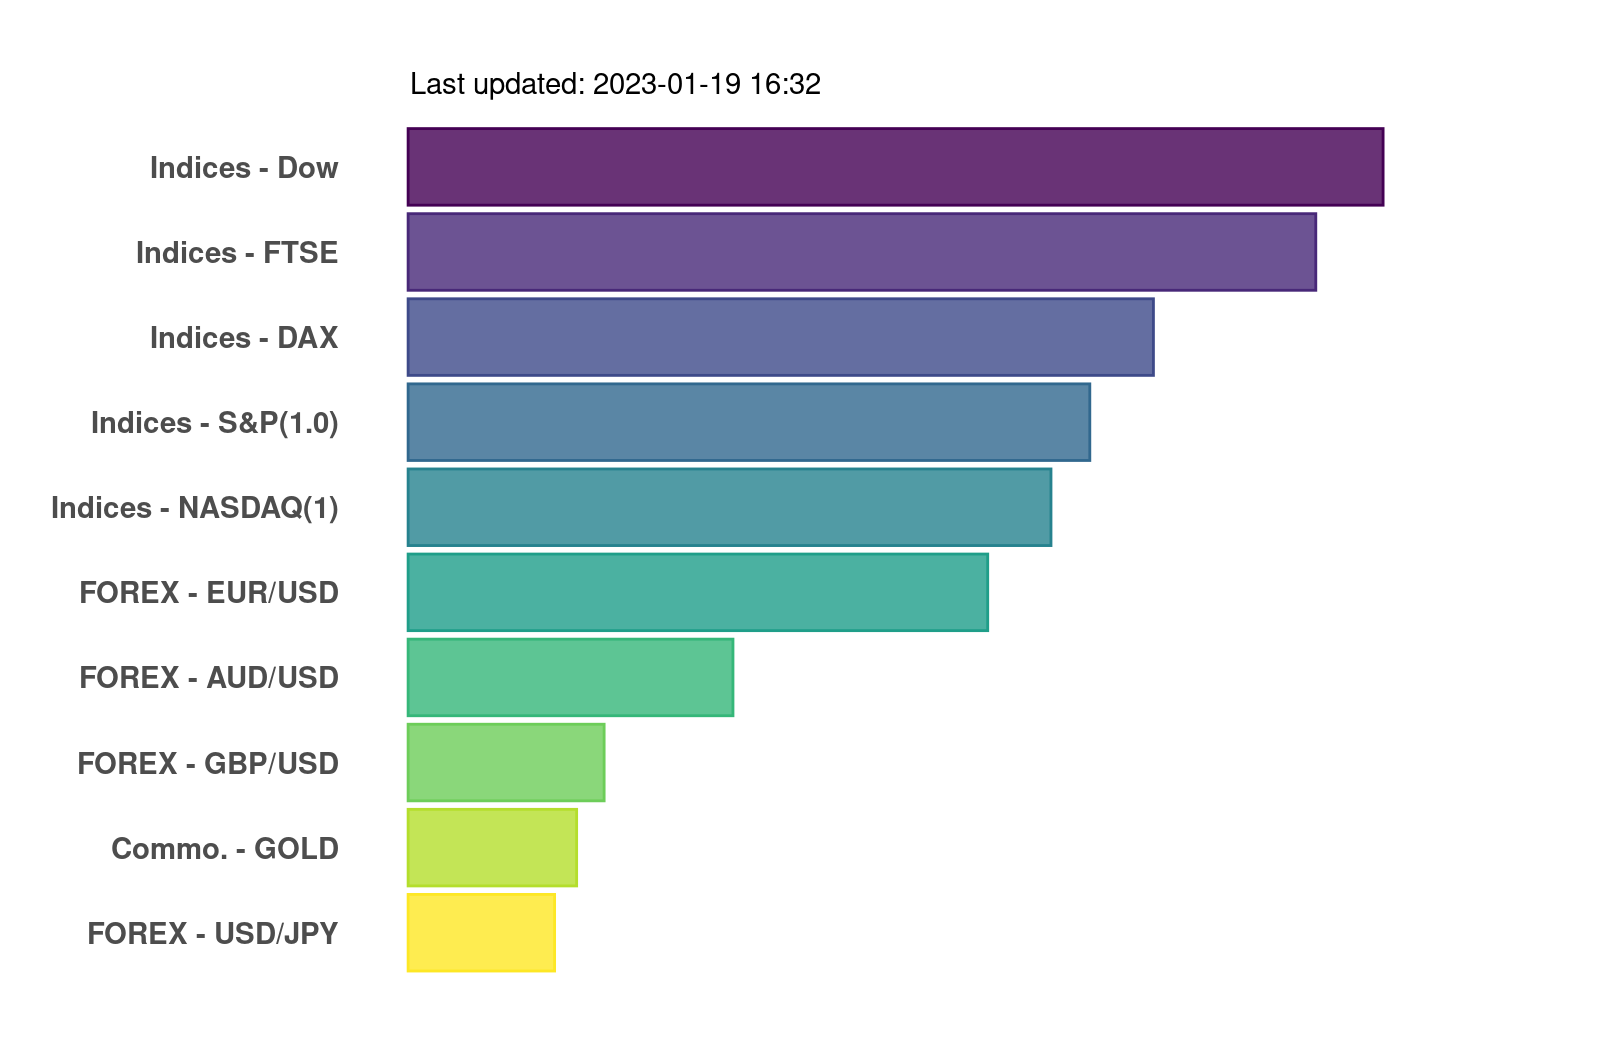 Last updated: 2023-01-19 16:32
Indices - Dow
Indices - FTSE
Indices - DAX
Indices - S&P(1.0)
Indices - NASDAQ(1)
FOREX - EUR/USD
FOREX - AUD/USD
FOREX - GBP/USD
Commo. - GOLD
FOREX - USD/JPY